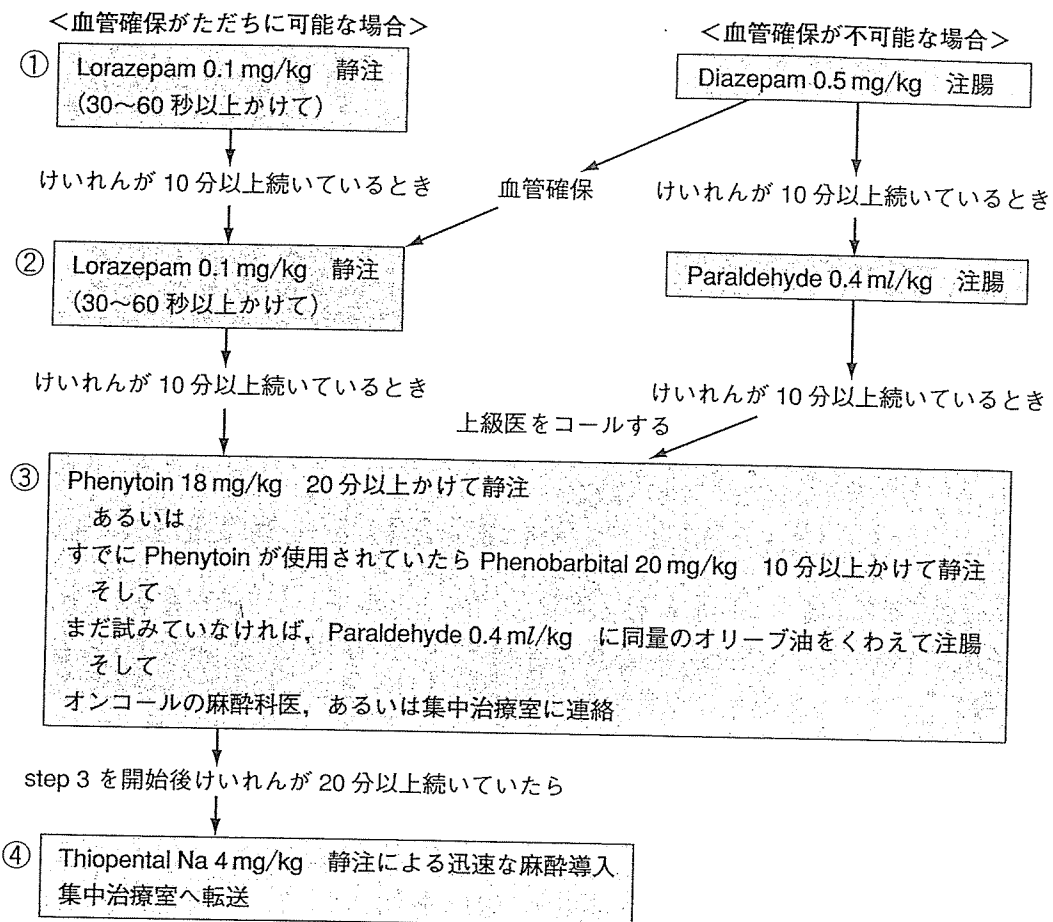 <血管確保がただちに可能な場合>
<血管確保が不可能な場合>
① Lorazepam 0.1 mg/kg 静注
(30〜60 秒以上かけて)
Diazepam 0.5 mg/kg 注腸
けいれんが 10 分以上続いているとき
血管確保
けいれんが 10 分以上続いているとき
② Lorazepam 0.1 mg/kg 静注
(30〜60 秒以上かけて)
Paraldehyde 0.4 ml/kg 注腸
けいれんが 10 分以上続いているとき
けいれんが 10 分以上続いているとき
上級医をコールする
③ Phenytoin 18 mg/kg 20 分以上かけて静注
あるいは
すでに Phenytoin が使用されていたら Phenobarbital 20 mg/kg 10 分以上かけて静注
そして
まだ試みていなければ，Paraldehyde 0.4 ml/kg に同量のオリーブ油をくわえて注腸
そして
オンコールの麻酔科医，あるいは集中治療室に連絡
step 3 を開始後けいれんが 20 分以上続いていたら
④ Thiopental Na 4 mg/kg 静注による迅速な麻酔導入
集中治療室へ転送